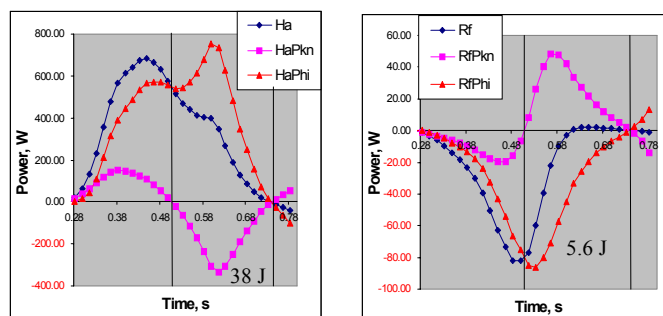 800.00
600.00
400.00
200.00
0.00
-200.00
-400.00
Power, W
0.28 0.38 0.48 0.58 0.68 0.78
Time, s
Ha
HaPkn
HaPhi
38 J
60.00
40.00
20.00
0.00
-20.00
-40.00
-60.00
-80.00
-100.00
Power, W
0.28 0.38 0.48 0.58 0.68 0.78
Time, s
Rf
RfPkn
RfPhi
5.6 J